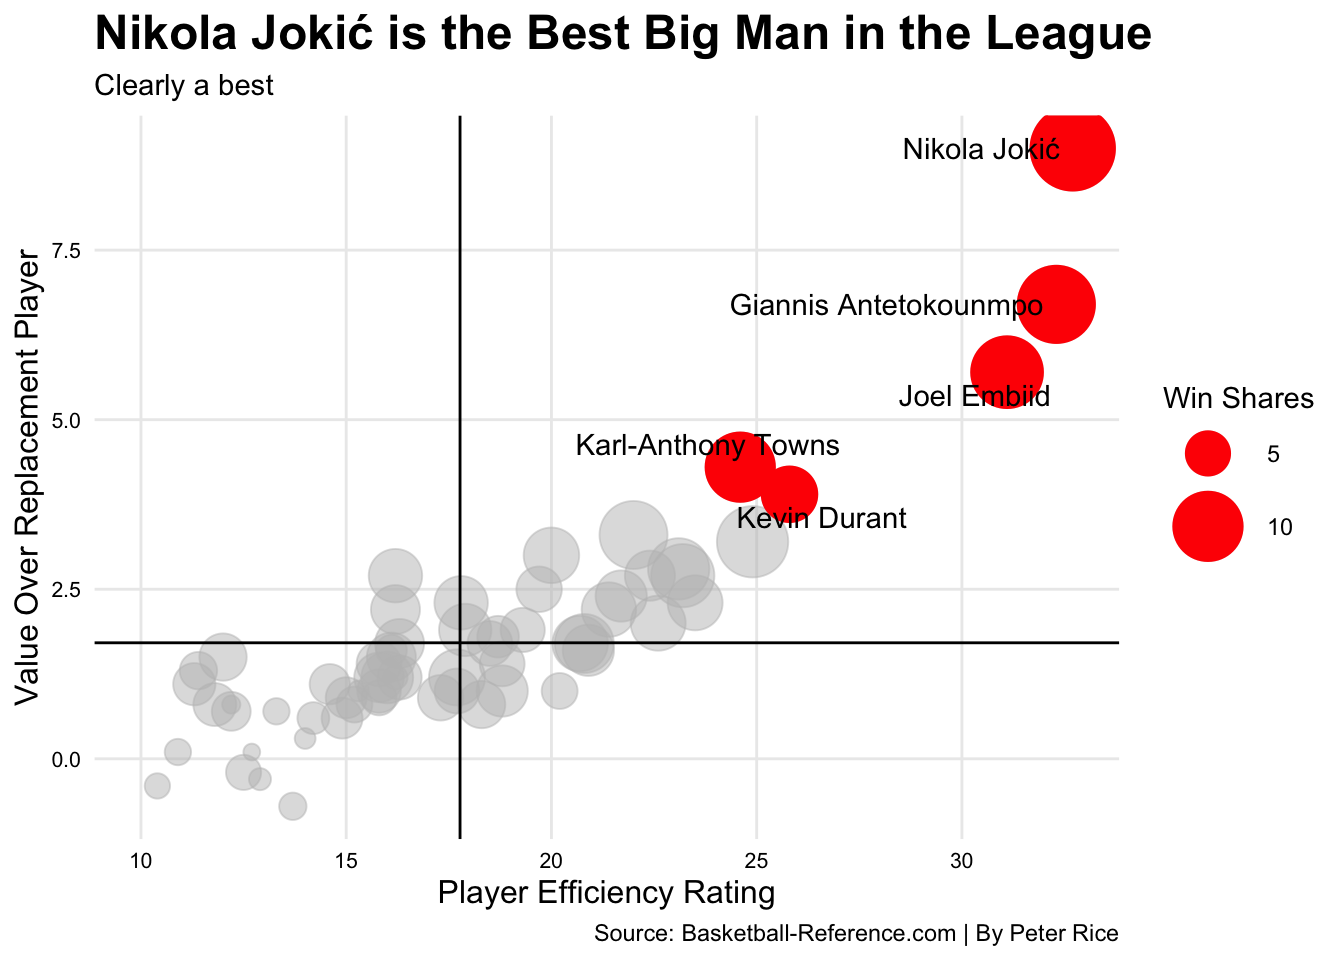 Nikola Jokić is the Best Big Man in the League
Clearly a best
Nikola Jokić
Giannis Antetokounmpo
Joel Embiid
Karl-Anthony Towns
Kevin Durant
Value Over Replacement Player
7.5
5.0
2.5
0.0
10
15
20
25
30
Player Efficiency Rating
Win Shares
5
10
Source: Basketball-Reference.com | By Peter Rice